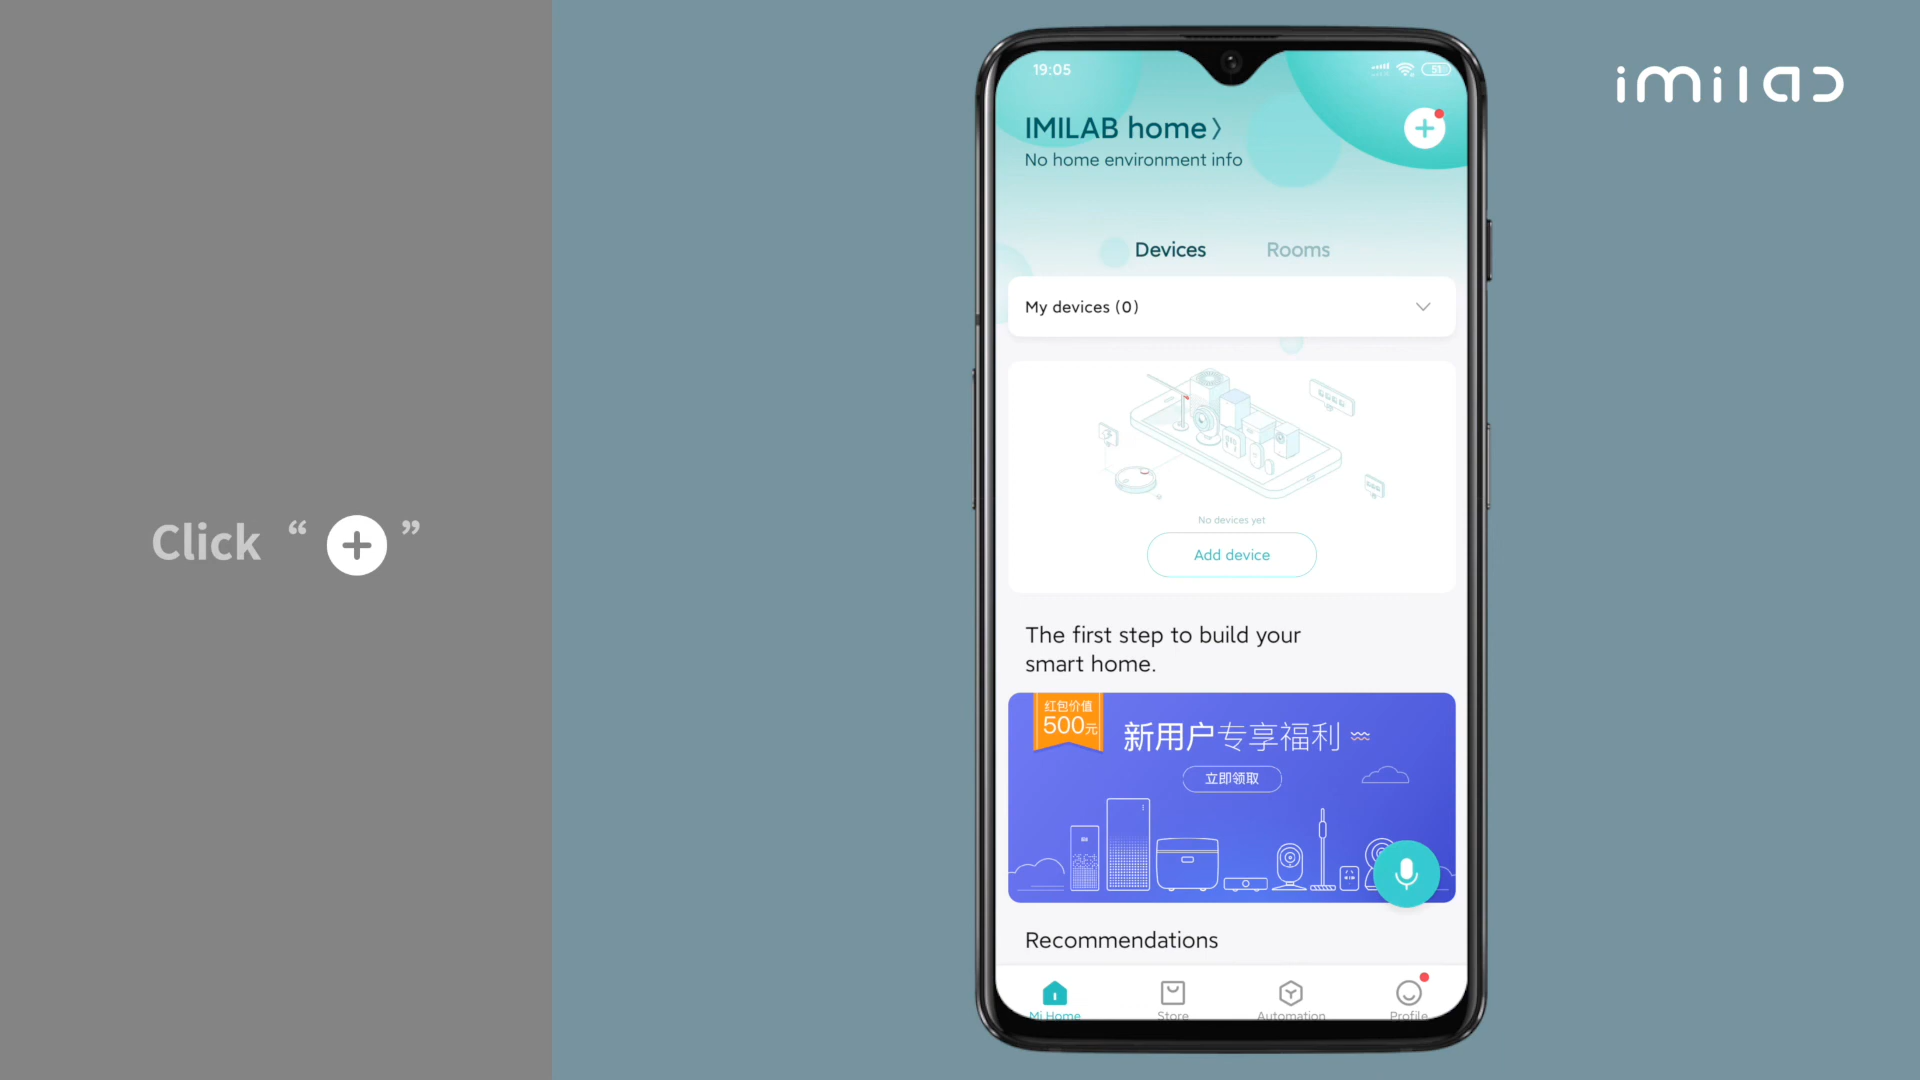 Click “ + ”
imilab
19:05
51
IMILAB home〉
No home environment info
Devices
Rooms
My devices (0)
No devices yet
Add device
The first step to build your
smart home.
红包价值
500元
新用户专享福利
立即领取
Recommendations
Mi Home
Store
Automation
Profile